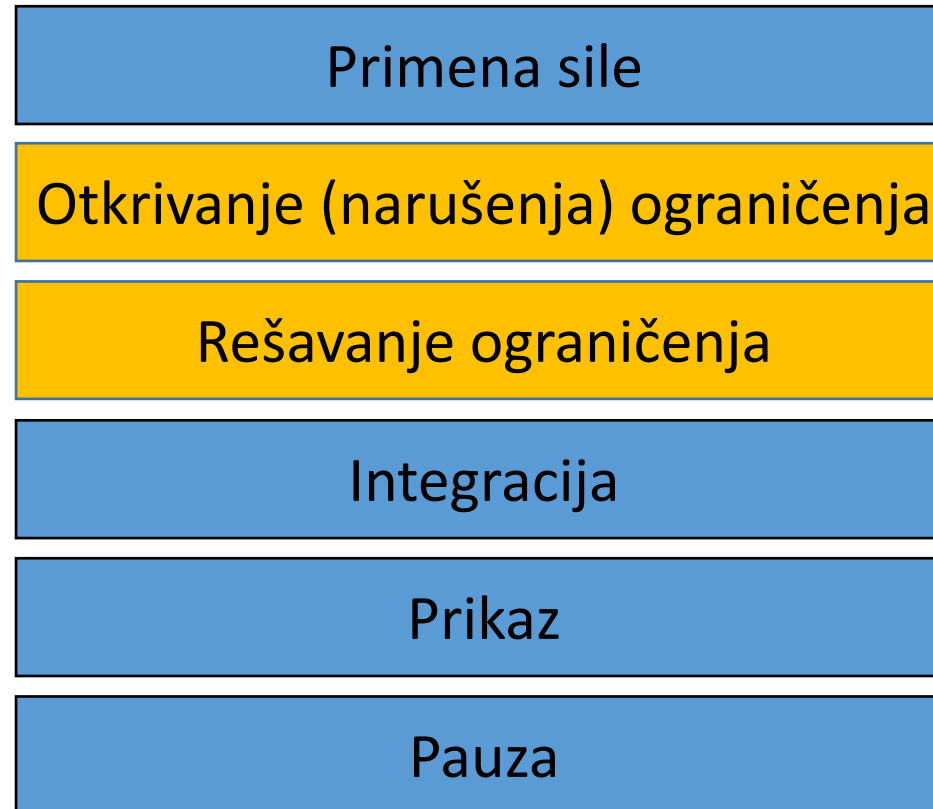 Primena sile
Otkrivanje (narušenja) ograničenja
Rešavanje ograničenja
Integracija
Prikaz
Pauza